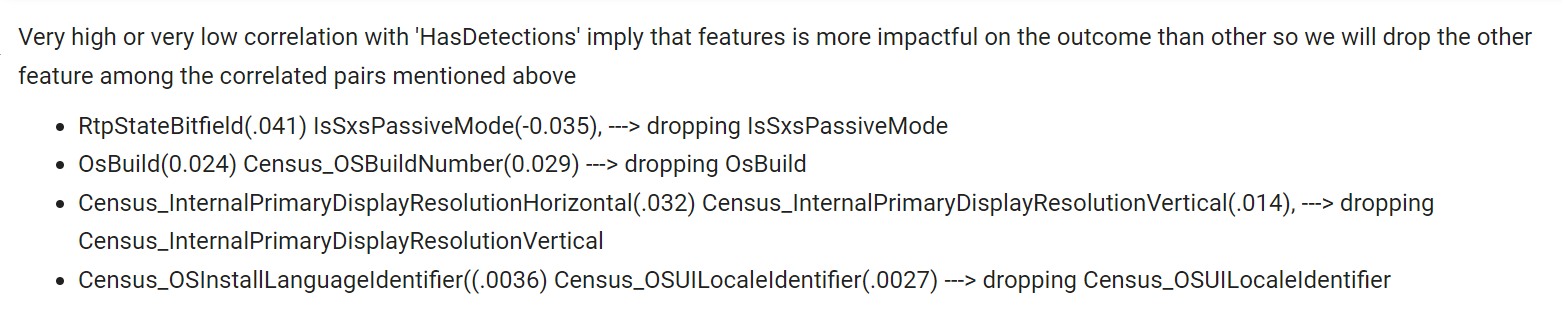 Very high or very low correlation with 'HasDetections' imply that features is more impactful on the outcome than other so we will drop the other
feature among the correlated pairs mentioned above
• RtpStateBitfield(.041) IsSxsPassiveMode(-0.035), ---> dropping IsSxsPassiveMode
• OsBuild(0.024) Census_OSBuildNumber(0.029) ---> dropping OsBuild
• Census_InternalPrimaryDisplayResolutionHorizontal(.032) Census_InternalPrimaryDisplayResolutionVertical(.014), ---> dropping
Census_InternalPrimaryDisplayResolutionVertical
• Census_OSInstallLanguageIdentifier((.0036) Census_OSUILocaleIdentifier(.0027) ---> dropping Census_OSUILocaleIdentifier